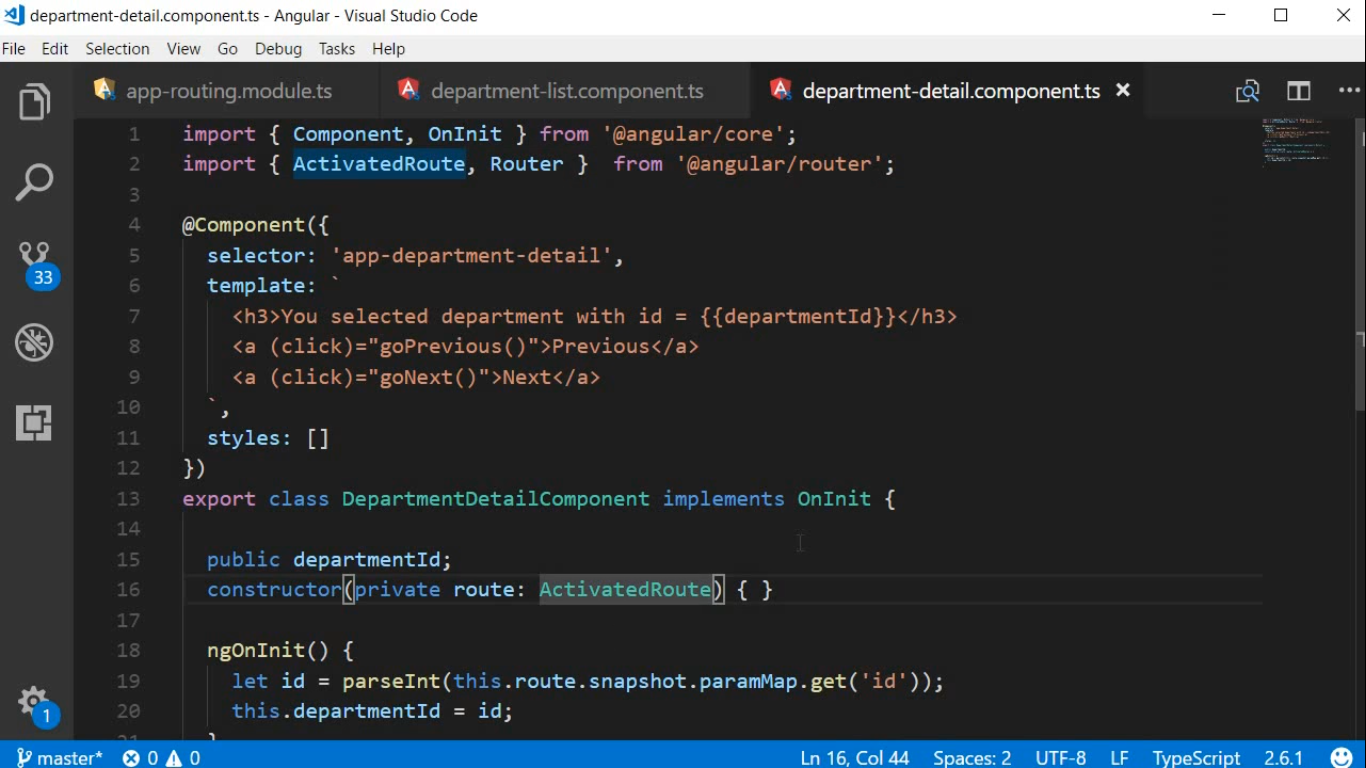 department-detail.component.ts - Angular - Visual Studio Code
File Edit Selection View Go Debug Tasks Help
app-routing.module.ts department-list.component.ts department-detail.component.ts
1 import { Component, OnInit } from '@angular/core';
2 import { ActivatedRoute, Router }  from '@angular/router';
3
4 @Component({
5   selector: 'app-department-detail',
6   template: `
7     <h3>You selected department with id = {{departmentId}}</h3>
8     <a (click)="goPrevious()">Previous</a>
9     <a (click)="goNext()">Next</a>
10   `,
11   styles: []
12 })
13 export class DepartmentDetailComponent implements OnInit {
14
15   public departmentId;
16   constructor(private route: ActivatedRoute) { }
17
18   ngOnInit() {
19     let id = parseInt(this.route.snapshot.paramMap.get('id'));
20     this.departmentId = id;
21   }
33
1
master* 0 0 Ln 16, Col 44 Spaces: 2 UTF-8 LF TypeScript 2.6.1